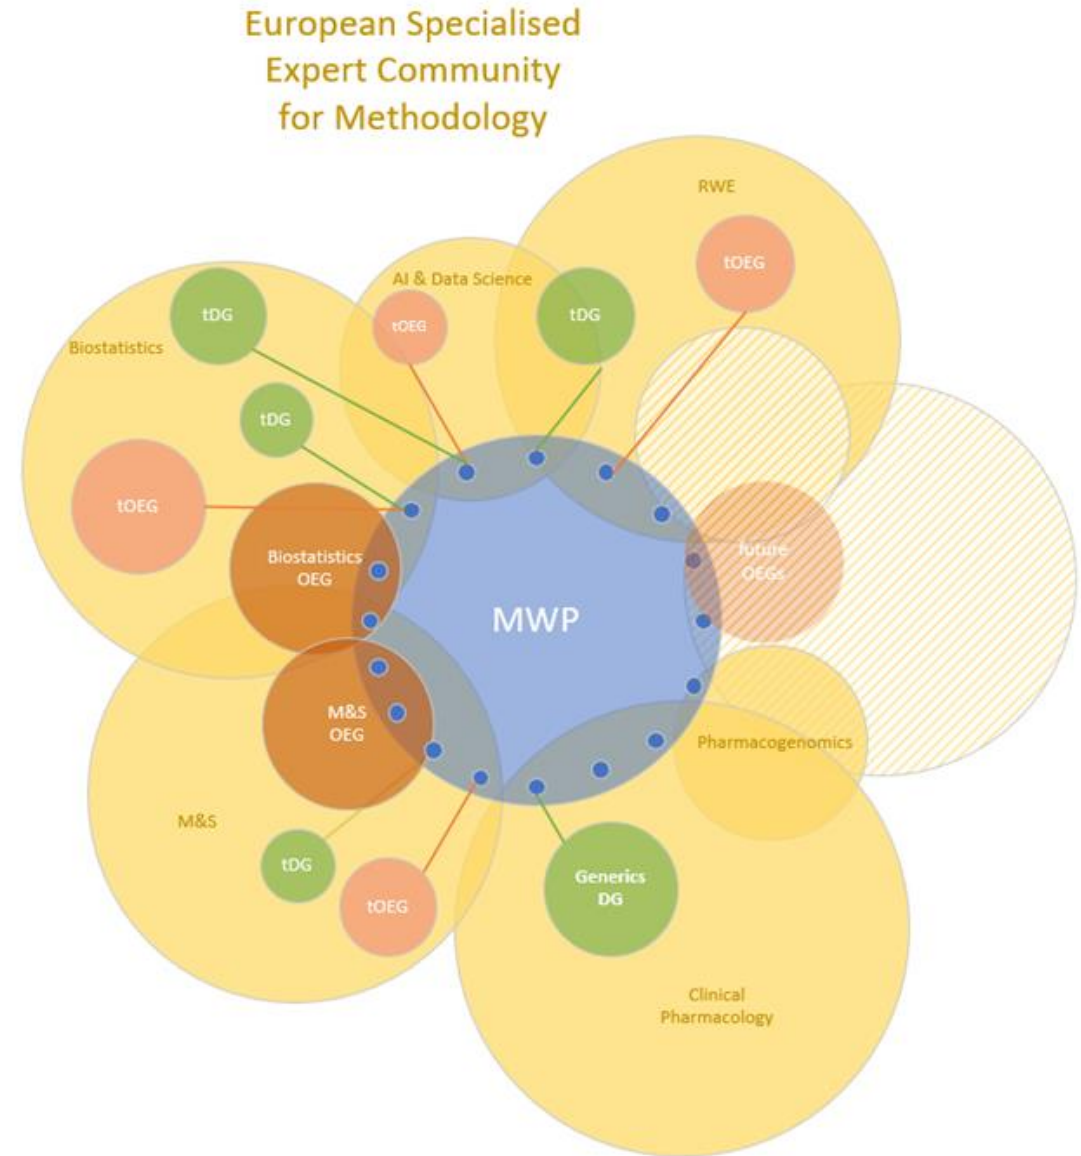 European Specialised
Expert Community
for Methodology
RWE
tOEG
AI & Data Science
tDG
tOEG
tDG
Biostatistics
tDG
tOEG
Biostatistics
OEG
future
OEGs
MWP
M&S
OEG
Pharmacogenomics
M&S
tDG
tOEG
Generics
DG
Clinical
Pharmacology